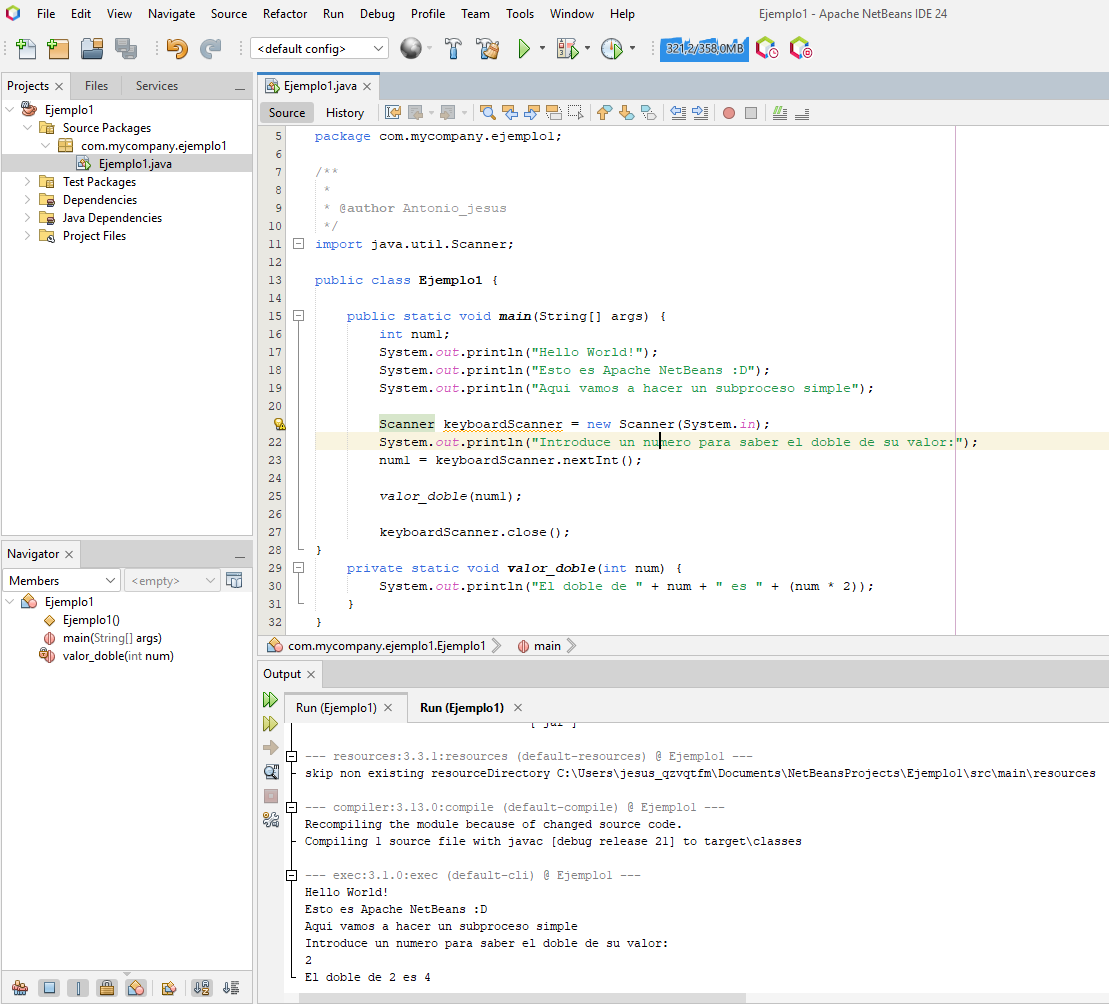 File Edit View Navigate Source Refactor Run Debug Profile Team Tools Window Help
Ejemplo1 - Apache NetBeans IDE 24
<default config>
321,2/358,0MB
Projects Files Services
Ejemplo1
Source Packages
com.mycompany.ejemplo1
Ejemplo1.java
Test Packages
Dependencies
Java Dependencies
Project Files
Navigator
Members <empty>
Ejemplo1
Ejemplo1()
main(String[] args)
valor_doble(int num)
Ejemplo1.java
Source History
5 package com.mycompany.ejemplo1;
6
7 /**
8 *
9 * @author Antonio_jesus
10 */
11 import java.util.Scanner;
12
13 public class Ejemplo1 {
14
15 public static void main(String[] args) {
16 int num1;
17 System.out.println("Hello World!");
18 System.out.println("Esto es Apache NetBeans :D");
19 System.out.println("Aqui vamos a hacer un subproceso simple");
20
Scanner keyboardScanner = new Scanner(System.in);
22 System.out.println("Introduce un numero para saber el doble de su valor:");
23 num1 = keyboardScanner.nextInt();
24
25 valor_doble(num1);
26
27 keyboardScanner.close();
28 }
29 private static void valor_doble(int num) {
30 System.out.println("El doble de " + num + " es " + (num * 2));
31 }
32 }
com.mycompany.ejemplo1.Ejemplo1 main
Output
Run (Ejemplo1) Run (Ejemplo1)
--- resources:3.3.1:resources (default-resources) @ Ejemplo1 ---
skip non existing resourceDirectory C:\Users\jesus_qzvqtfm\Documents\NetBeansProjects\Ejemplo1\src\main\resources
--- compiler:3.13.0:compile (default-compile) @ Ejemplo1 ---
Recompiling the module because of changed source code.
Compiling 1 source file with javac [debug release 21] to target\classes
--- exec:3.1.0:exec (default-cli) @ Ejemplo1 ---
Hello World!
Esto es Apache NetBeans :D
Aqui vamos a hacer un subproceso simple
Introduce un numero para saber el doble de su valor:
2
El doble de 2 es 4